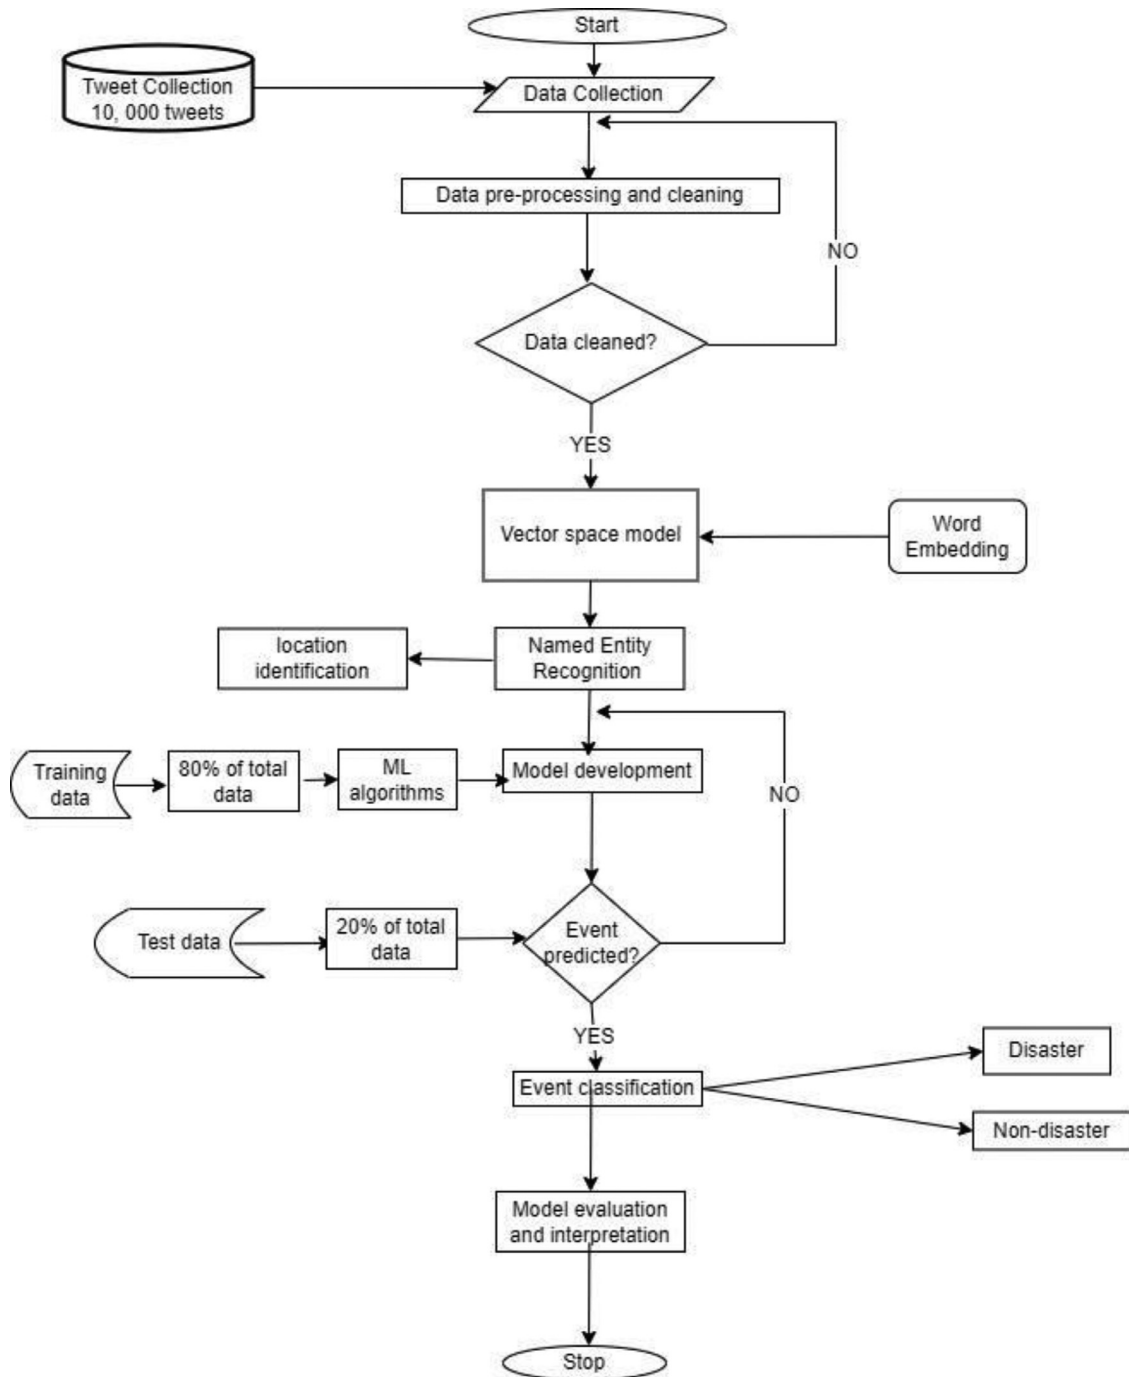 Start
Tweet Collection
10, 000 tweets
Data Collection
Data pre-processing and cleaning
NO
Data cleaned?
YES
Vector space model
Word
Embedding
location
identification
Named Entity
Recognition
Training
data
80% of total
data
ML
algorithms
Model development
NO
Test data
20% of total
data
Event
predicted?
YES
Event classification
Disaster
Non-disaster
Model evaluation
and interpretation
Stop